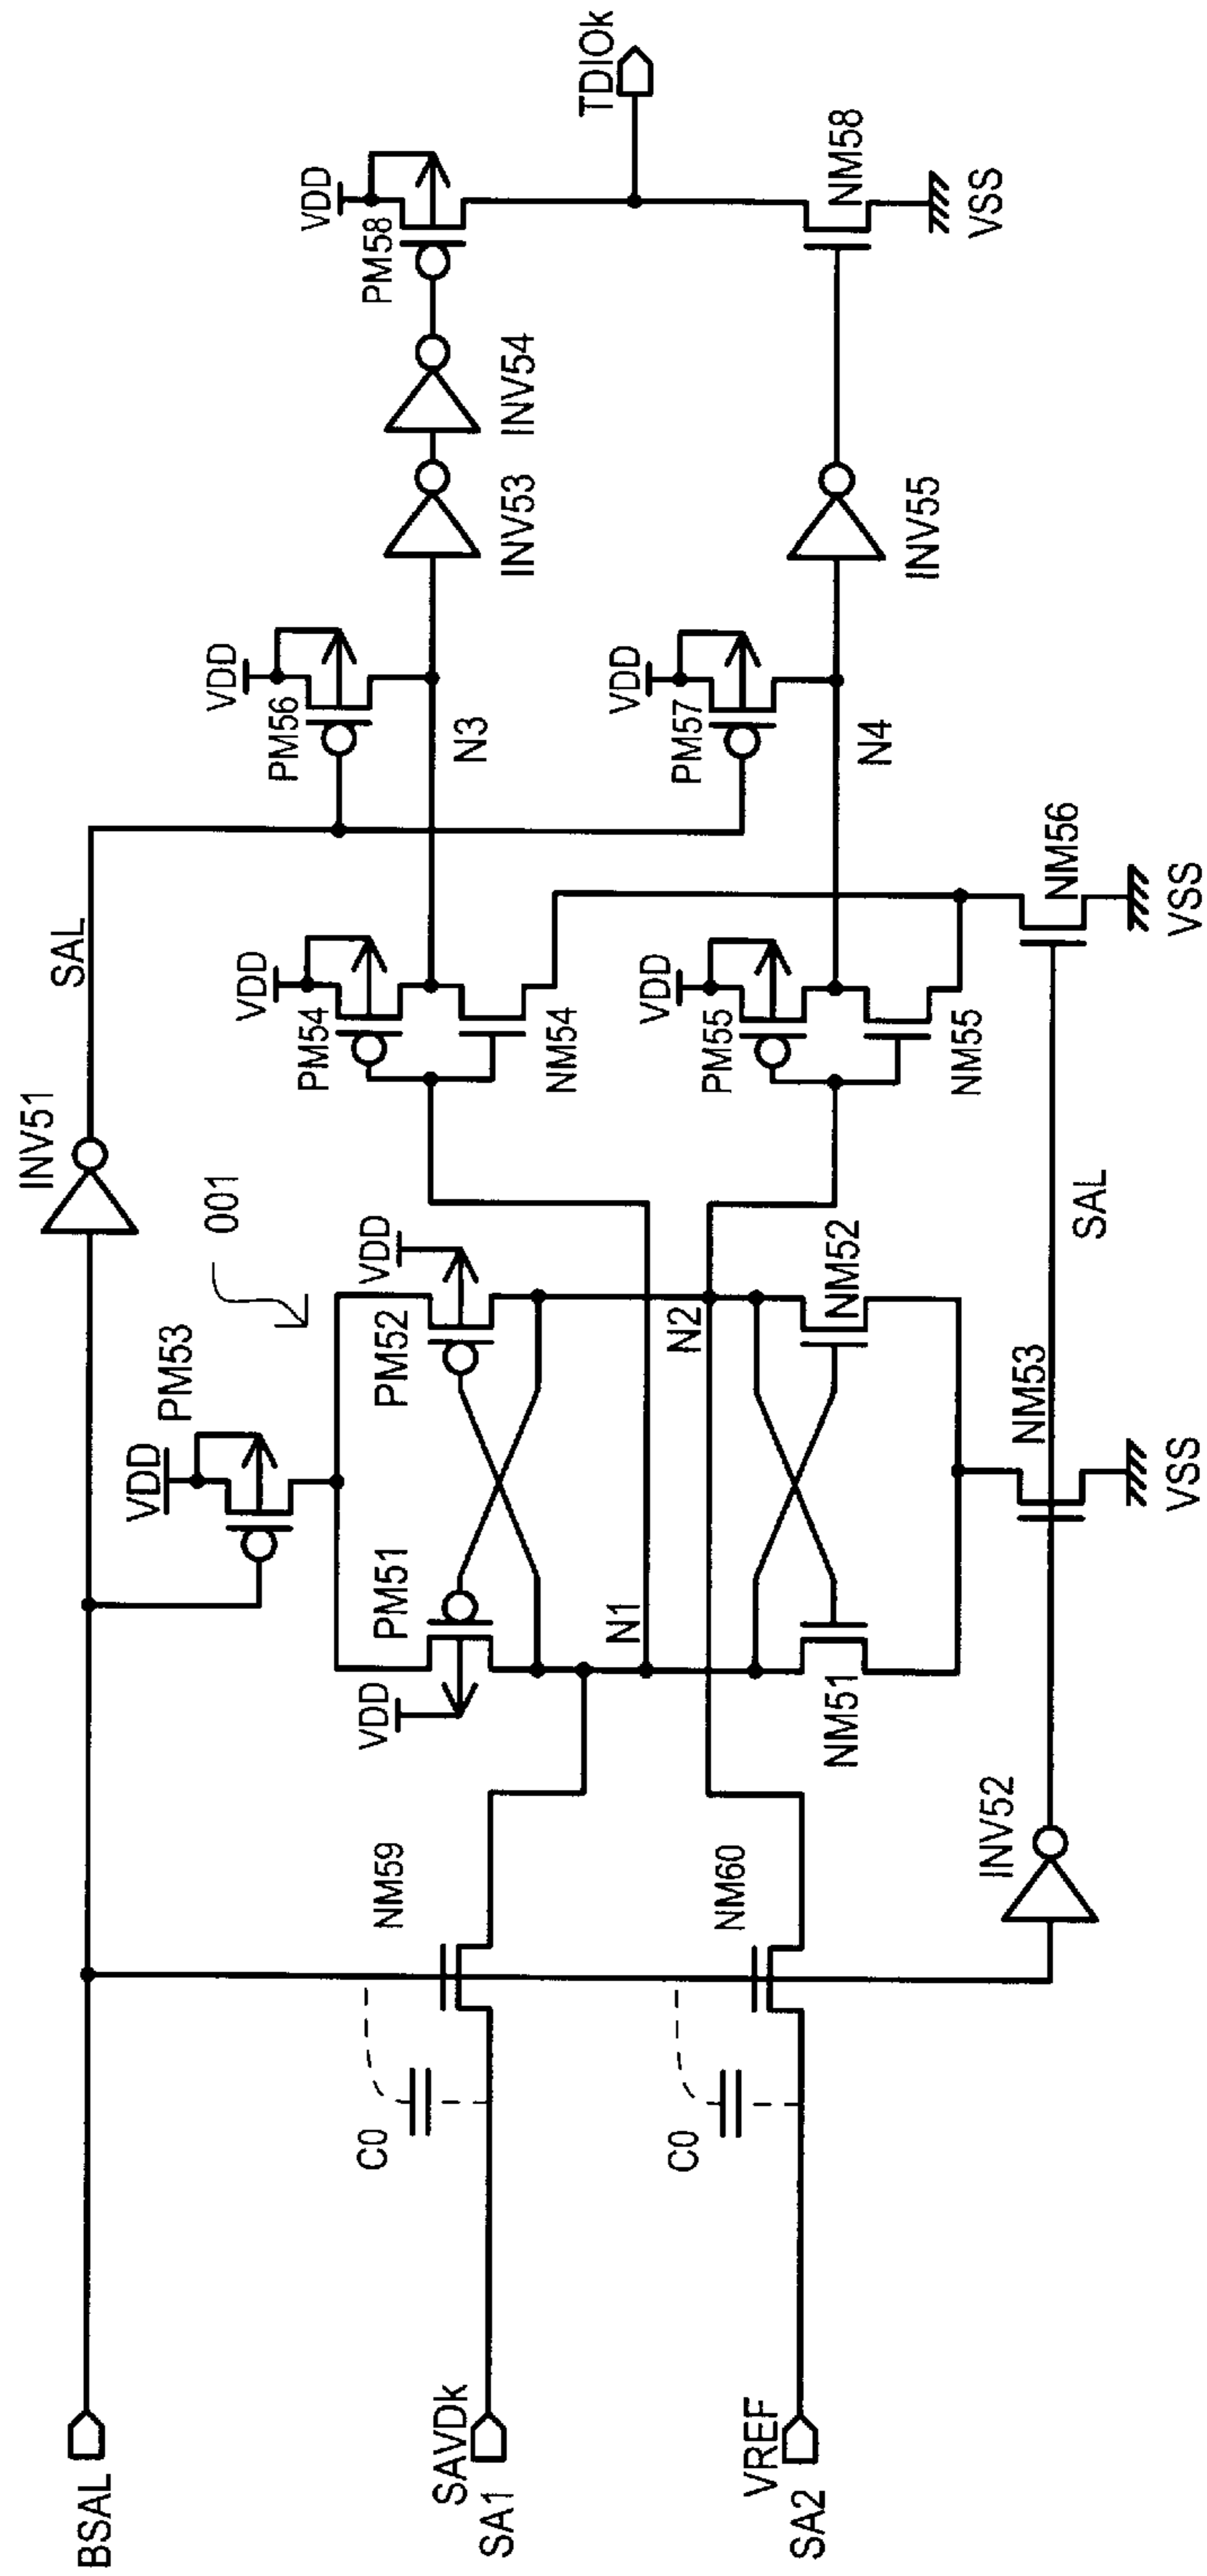 BSAL
INV51
SAL
001
VDD
PM53
VDD
PM51
PM52
VDD
VDD
PM54
NM54
VDD
PM56
N3
INV53
INV54
VDD
PM58
TDIOk
SAVDk
SA1
C0
NM59
N1
N2
VDD
PM55
NM55
VDD
PM57
N4
INV55
NM58
VSS
VREF
SA2
C0
NM60
NM51
NM52
INV52
NM53
VSS
SAL
NM56
VSS